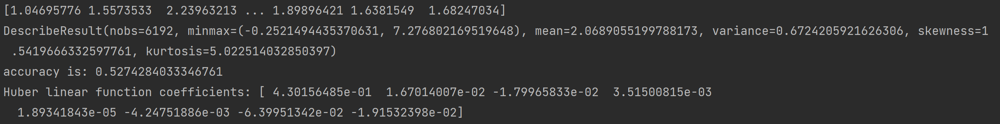 [1.04695776 1.5573533  2.23963213 ... 1.89896421 1.6381549  1.68247034]
DescribeResult(nobs=6192, minmax=(-0.2521494435370631, 7.276802169519648), mean=2.0689055199788173, variance=0.6724205921626306, skewness=1
 .5419666332597761, kurtosis=5.022514032850397)
accuracy is: 0.5274284033346761
Huber linear function coefficients: [ 4.30156485e-01  1.67014007e-02 -1.79965833e-02  3.51500815e-03
  1.89341843e-05 -4.24751886e-03 -6.39951342e-02 -1.91532398e-02]